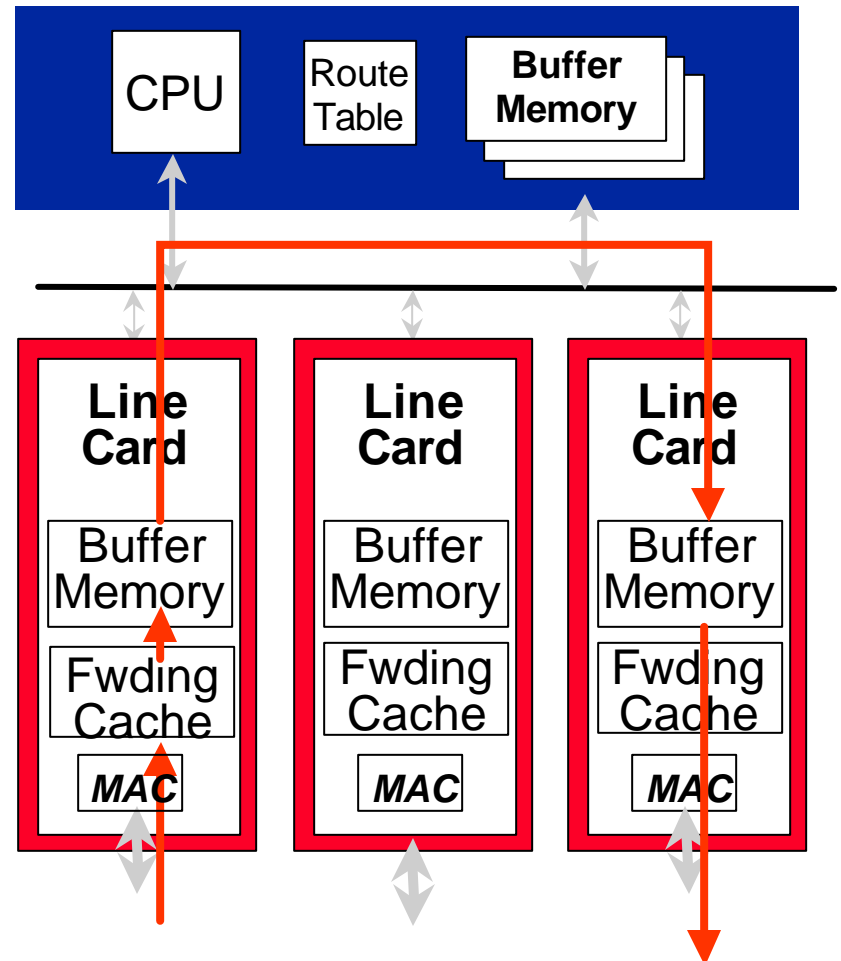 CPU
Route
Table
Buffer
Memory
Line
Card
Buffer
Memory
Fwding
Cache
MAC
Line
Card
Buffer
Memory
Fwding
Cache
MAC
Line
Card
Buffer
Memory
Fwding
Cache
MAC